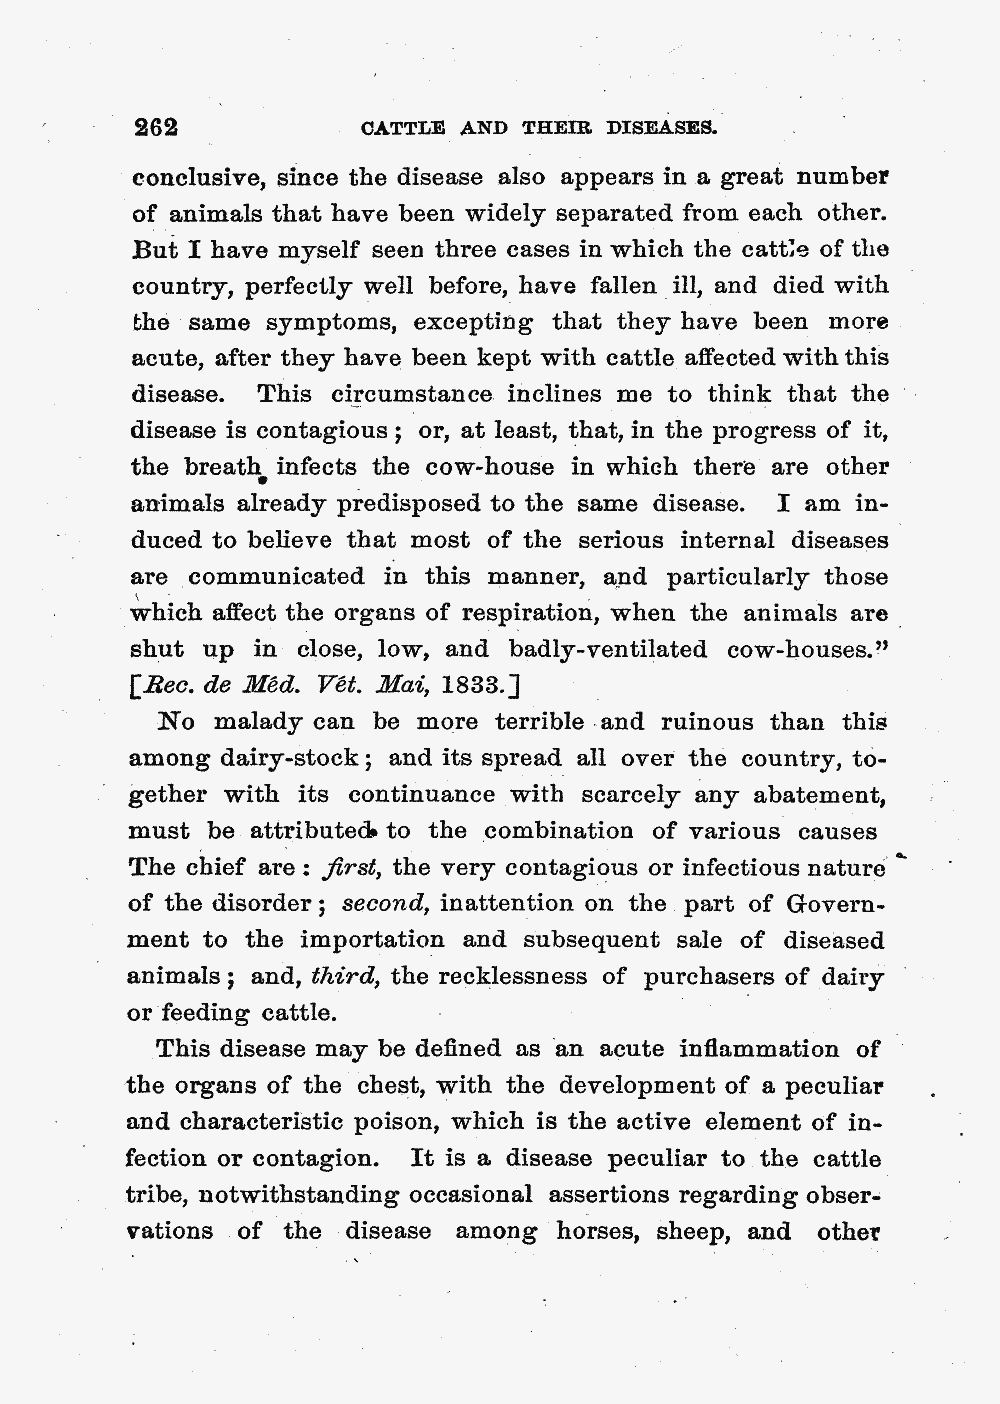 262 CATTLE AND THEIR DISEASES.
conclusive, since the disease also appears in a great number
of animals that have been widely separated from each other.
But I have myself seen three cases in which the cattle of the
country, perfectly well before, have fallen ill, and died with
the same symptoms, excepting that they have been more
acute, after they have been kept with cattle affected with this
disease. This circumstance inclines me to think that the
disease is contagious; or, at least, that, in the progress of it,
the breath infects the cow-house in which there are other
animals already predisposed to the same disease. I am in-
duced to believe that most of the serious internal diseases
are communicated in this manner, and particularly those
which affect the organs of respiration, when the animals are
shut up in close, low, and badly-ventilated cow-houses.”
[Rec. de Méd. Vét. Mai, 1833.]
No malady can be more terrible and ruinous than this
among dairy-stock; and its spread all over the country, to-
gether with its continuance with scarcely any abatement,
must be attributed to the combination of various causes
The chief are: first, the very contagious or infectious nature
of the disorder; second, inattention on the part of Govern-
ment to the importation and subsequent sale of diseased
animals; and, third, the recklessness of purchasers of dairy
or feeding cattle.
This disease may be defined as an acute inflammation of
the organs of the chest, with the development of a peculiar
and characteristic poison, which is the active element of in-
fection or contagion. It is a disease peculiar to the cattle
tribe, notwithstanding occasional assertions regarding obser-
vations of the disease among horses, sheep, and other